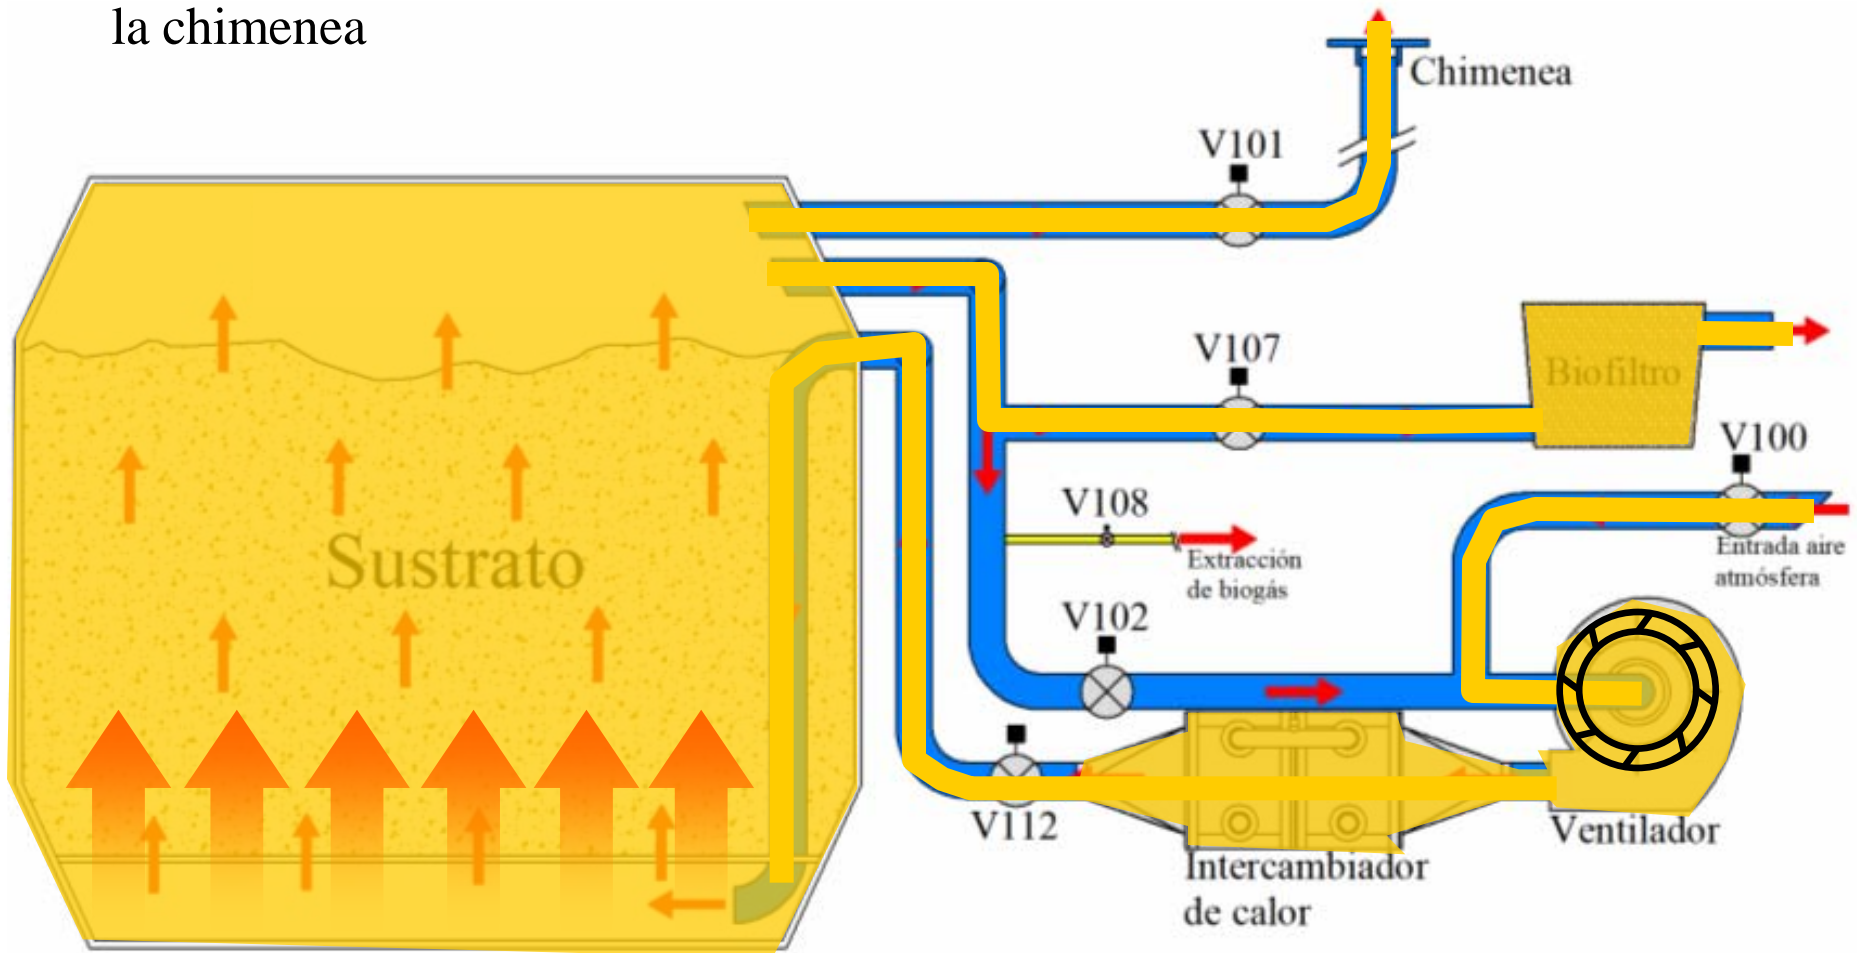 la chimenea
Chimenea
V101
V107
Biofiltro
V100
V108
Extracción
de biogás
Entrada aire
atmósfera
Sustrato
V102
V112
Ventilador
Intercambiador
de calor